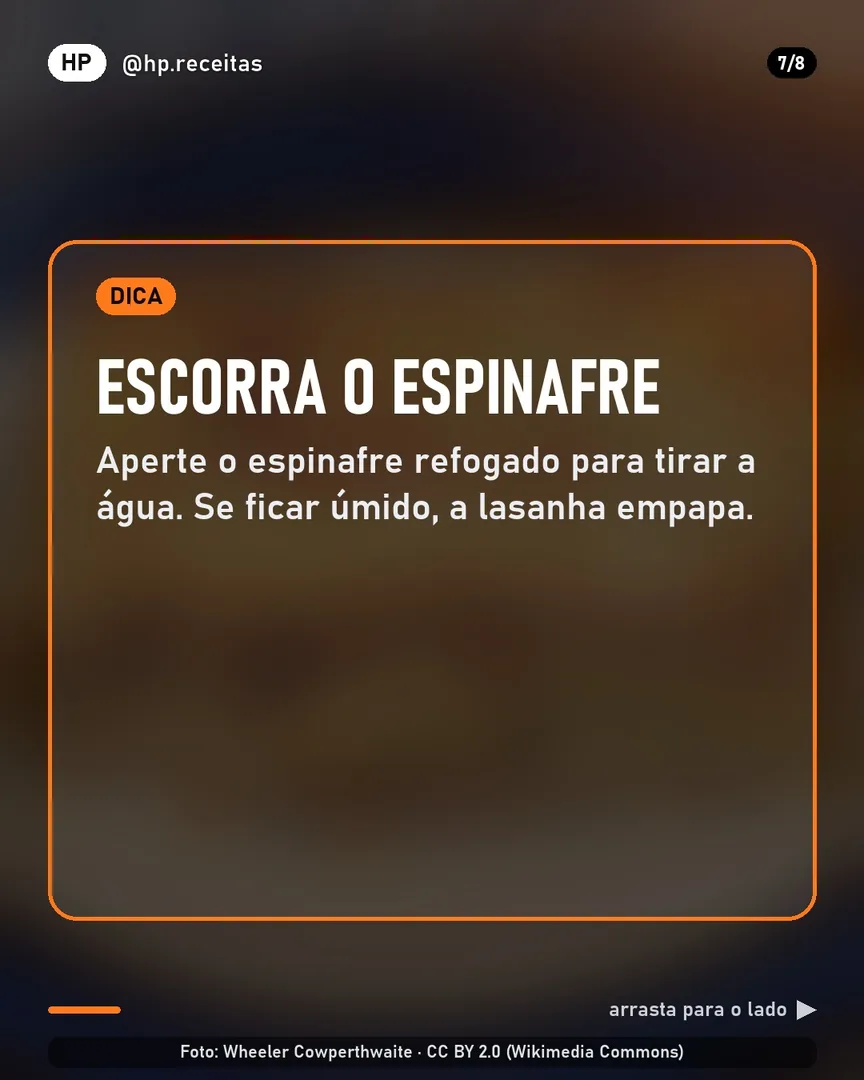 HP @hp.receitas 7/8
DICA
ESCORRA O ESPINAFRE
Aperte o espinafre refogado para tirar a
água. Se ficar úmido, a lasanha empapa.
arrasta para o lado ▶
Foto: Wheeler Cowperthwaite · CC BY 2.0 (Wikimedia Commons)